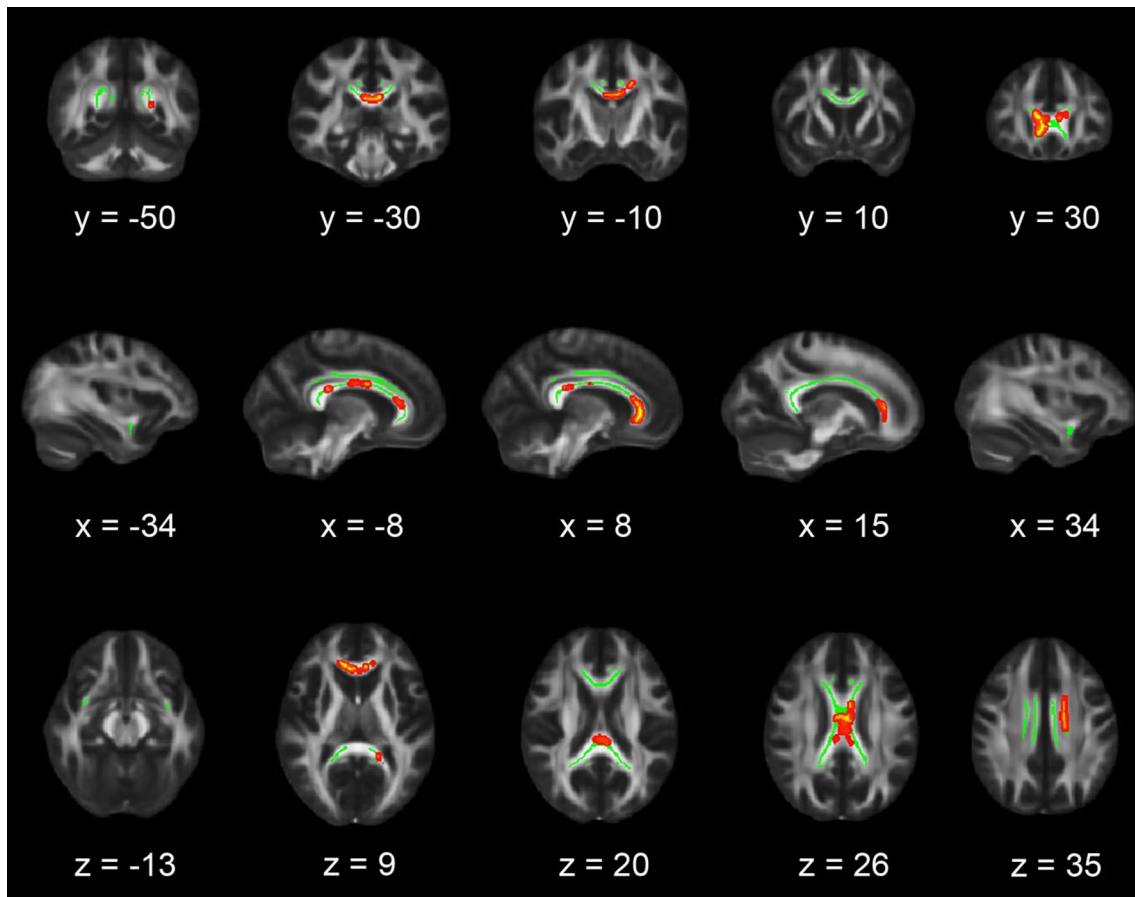 y = -50 y = -30 y = -10 y = 10 y = 30
x = -34 x = -8 x = 8 x = 15 x = 34
z = -13 z = 9 z = 20 z = 26 z = 35